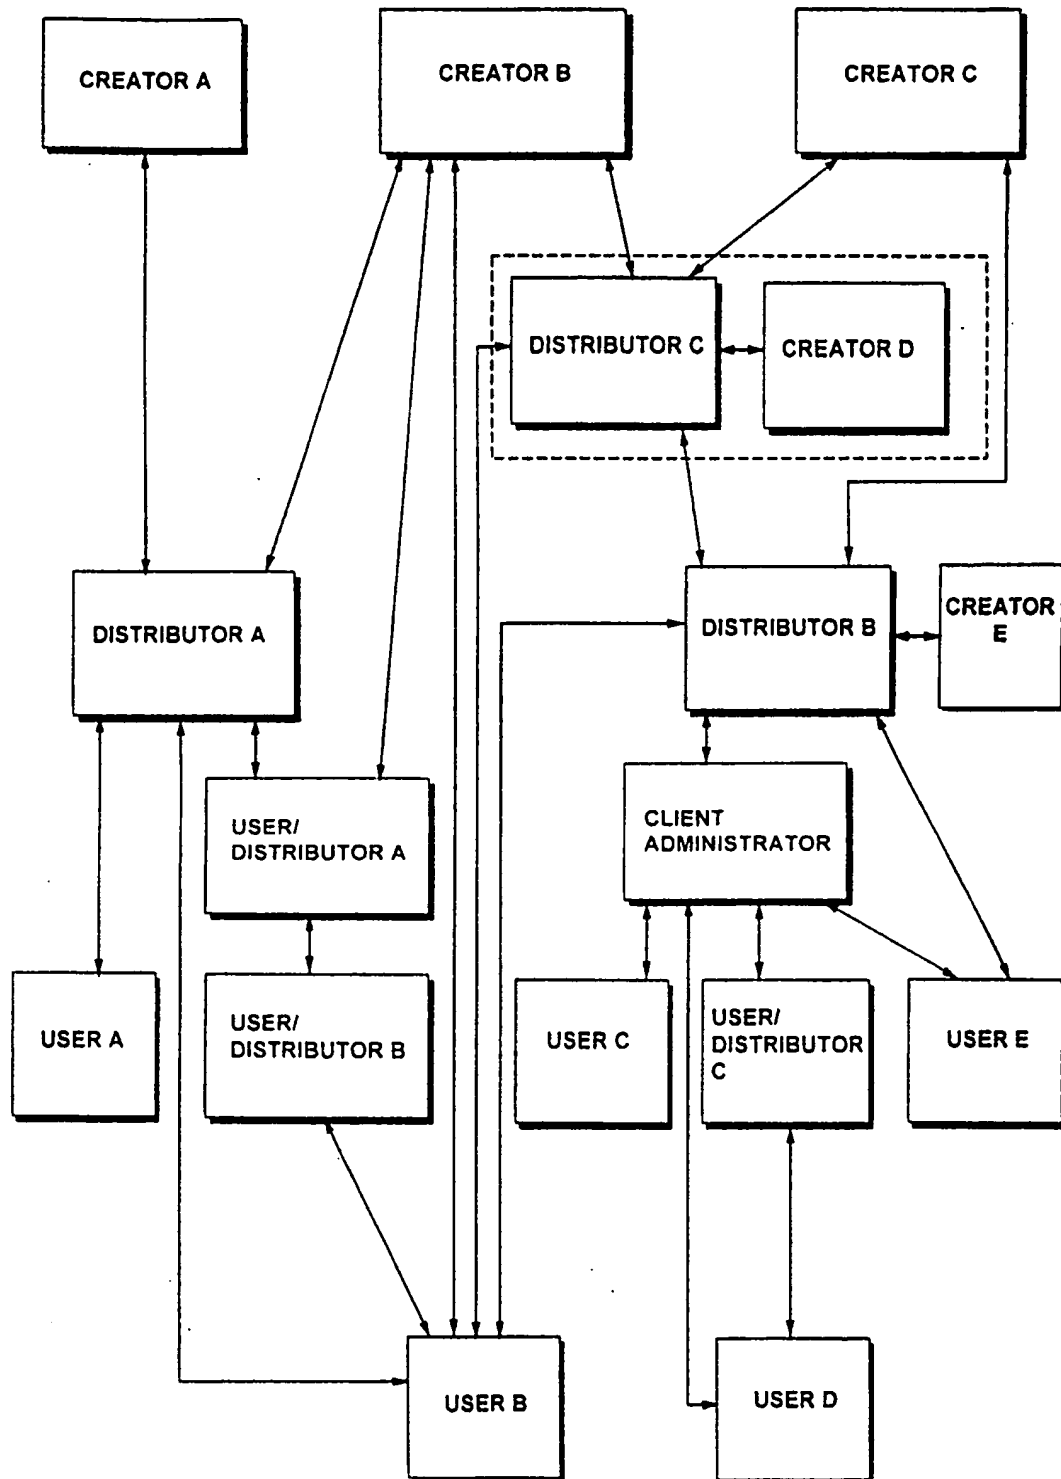 CREATOR A
CREATOR B
CREATOR C
DISTRIBUTOR C
CREATOR D
DISTRIBUTOR A
DISTRIBUTOR B
CREATOR
E
USER/
DISTRIBUTOR A
CLIENT
ADMINISTRATOR
USER A
USER/
DISTRIBUTOR B
USER C
USER/
DISTRIBUTOR
C
USER E
USER B
USER D